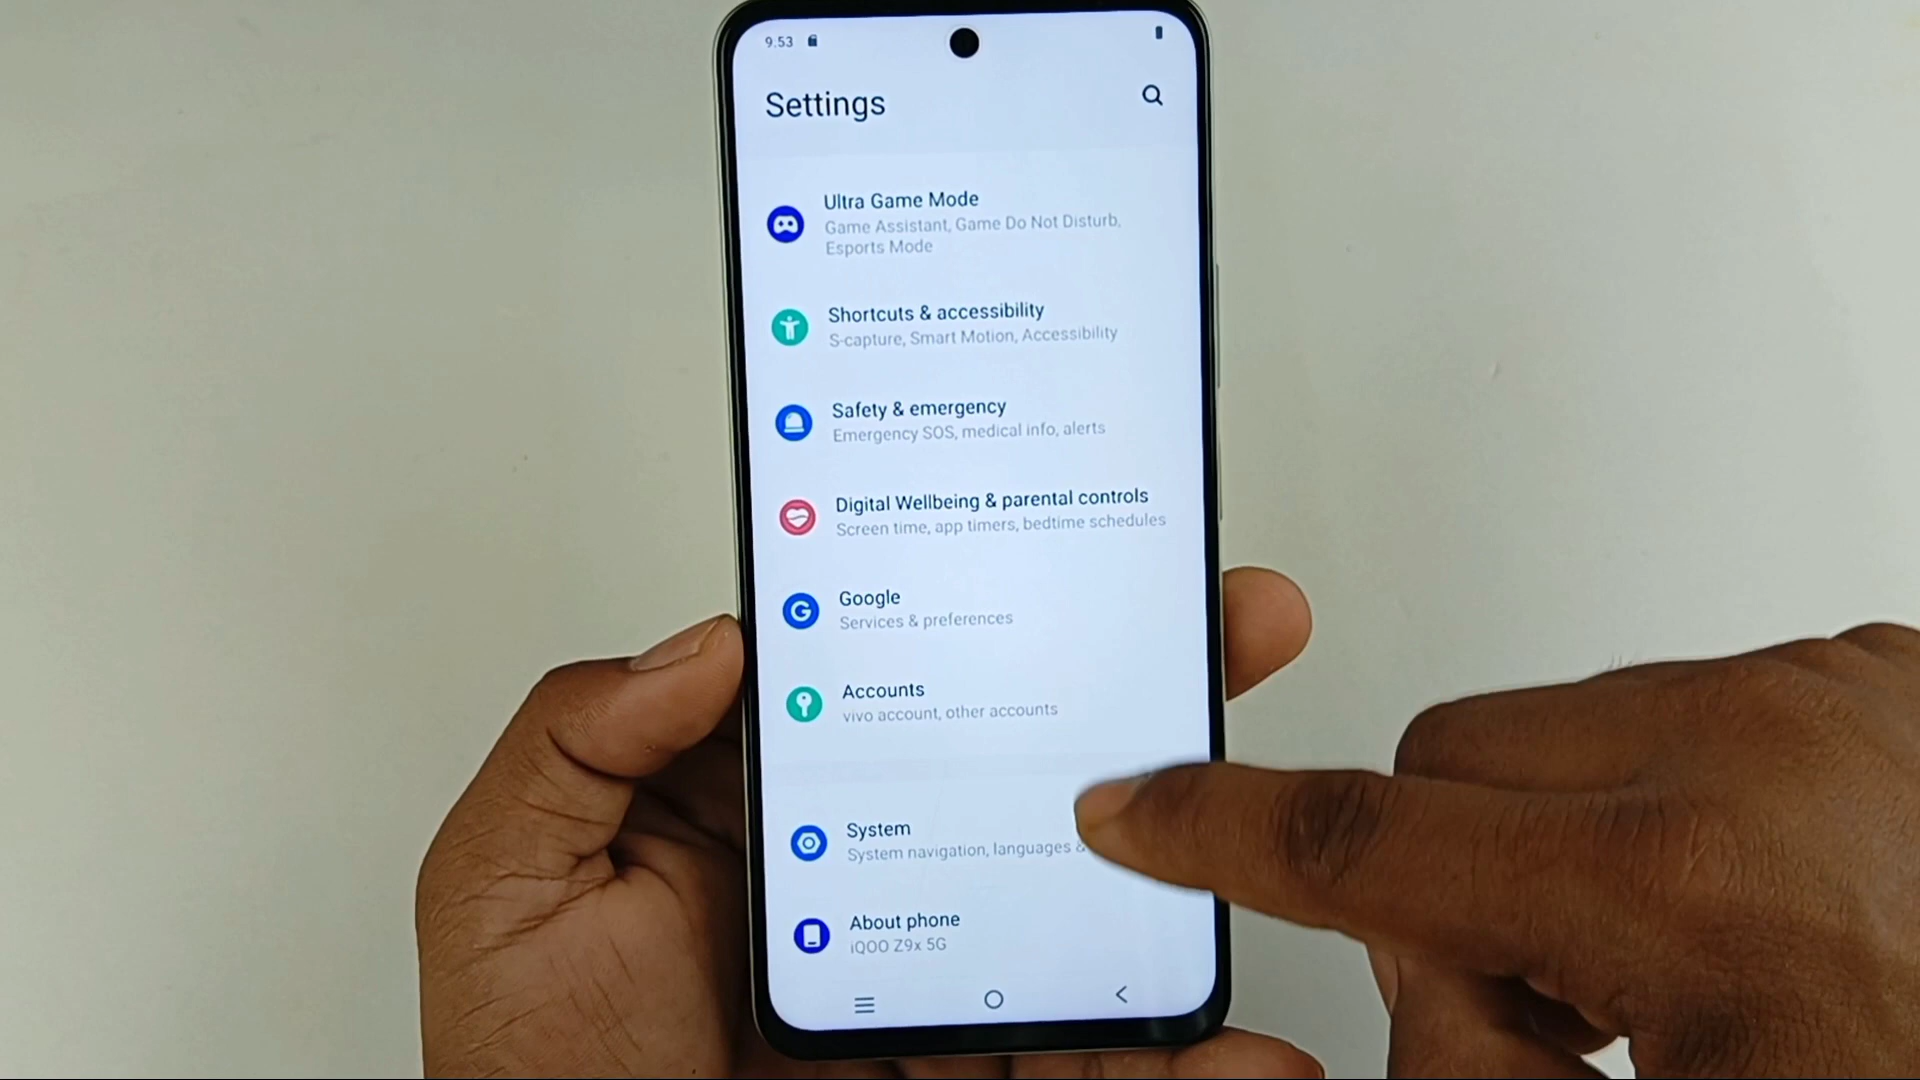 9.53
Settings
Ultra Game Mode
Game Assistant, Game Do Not Disturb,
Esports Mode
Shortcuts & accessibility
S-capture, Smart Motion, Accessibility
Safety & emergency
Emergency SOS, medical info, alerts
Digital Wellbeing & parental controls
Screen time, app timers, bedtime schedules
Google
Services & preferences
Accounts
vivo account, other accounts
System
System navigation, languages &
About phone
iQOO Z9x 5G